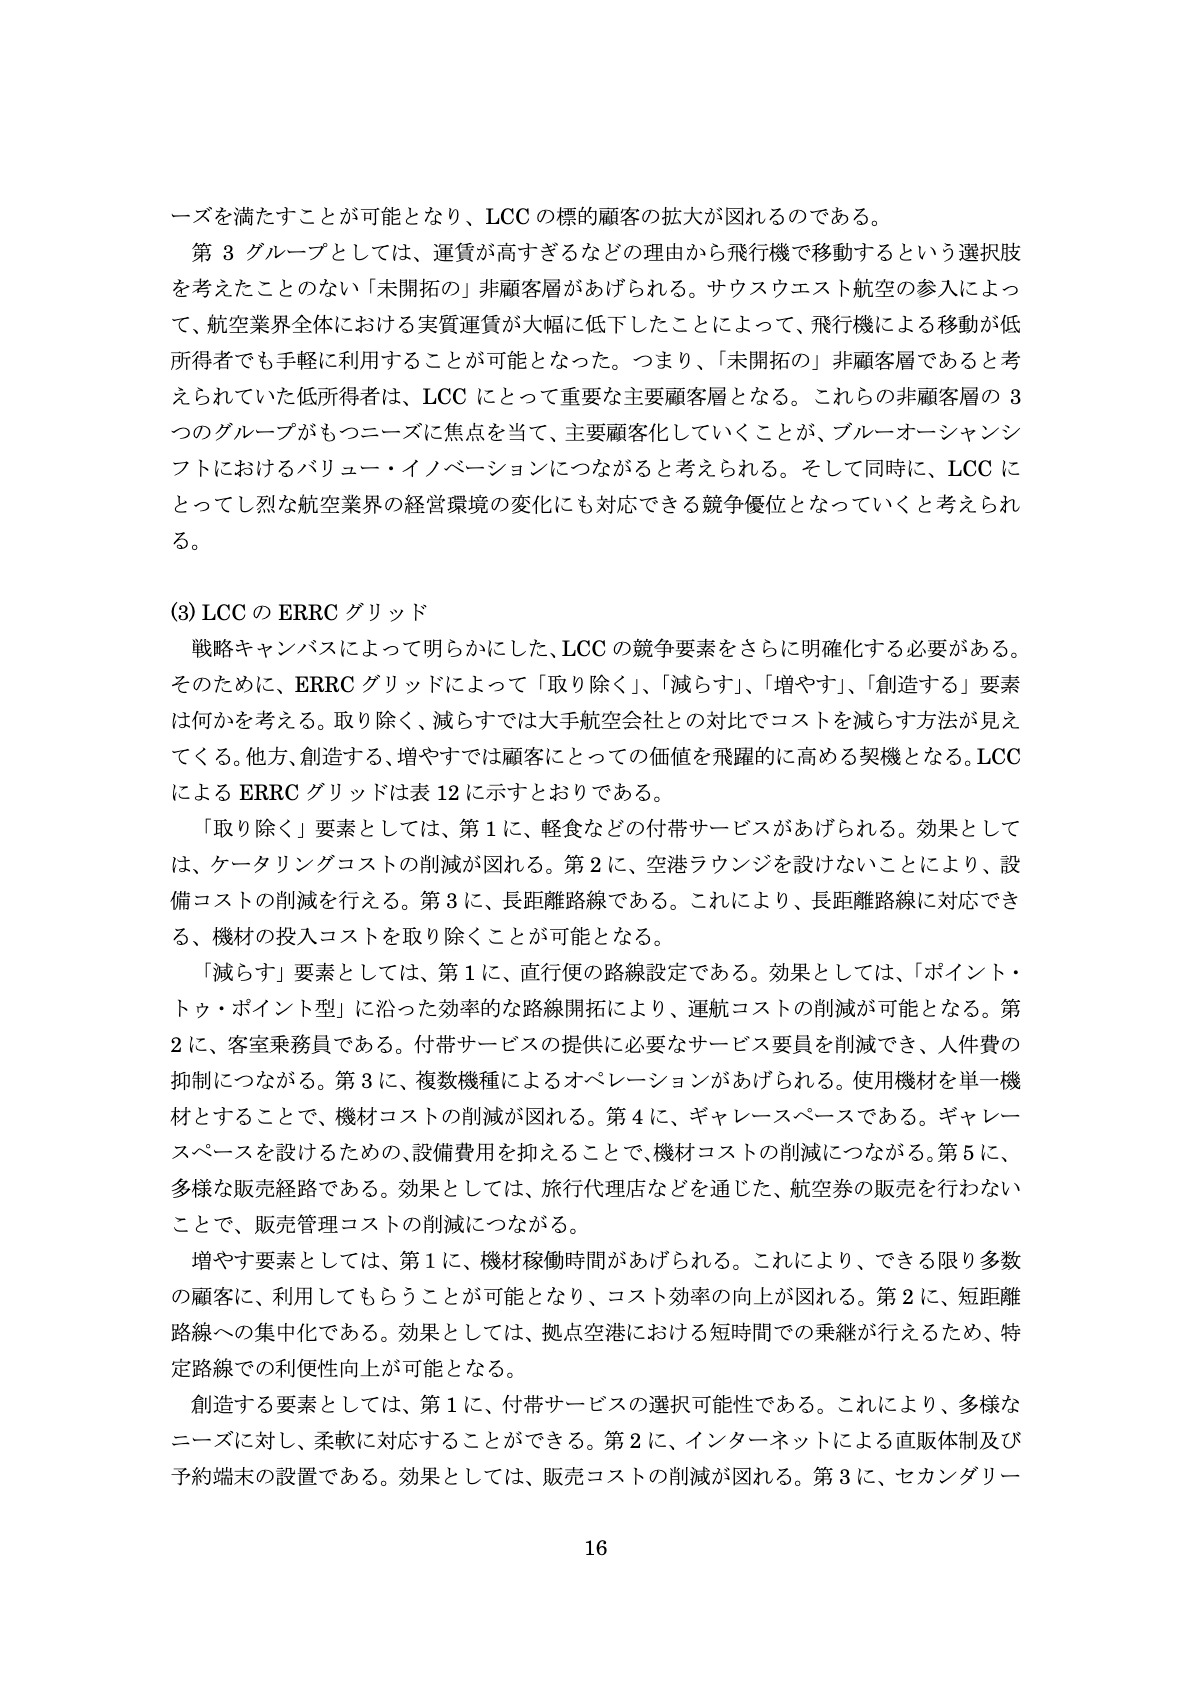 ーズを満たすことが可能となり、LCC の標的顧客の拡大が図れるのである。
第 3 グループとしては、運賃が高すぎるなどの理由から飛行機で移動するという選択肢
を考えたことのない「未開拓の」非顧客層があげられる。サウスウエスト航空の参入によっ
て、航空業界全体における実質運賃が大幅に低下したことによって、飛行機による移動が低
所得者でも手軽に利用することが可能となった。つまり、「未開拓の」非顧客層であると考
えられていた低所得者は、LCC にとって重要な主要顧客層となる。これらの非顧客層の 3
つのグループがもつニーズに焦点を当て、主要顧客化していくことが、ブルーオーシャンシ
フトにおけるバリュー・イノベーションにつながると考えられる。そして同時に、LCC に
とってし烈な航空業界の経営環境の変化にも対応できる競争優位となっていくと考えられ
る。
(3) LCC の ERRC グリッド
戦略キャンバスによって明らかにした、LCC の競争要素をさらに明確化する必要がある。
そのために、ERRC グリッドによって「取り除く」、「減らす」、「増やす」、「創造する」要素
は何かを考える。取り除く、減らすでは大手航空会社との対比でコストを減らす方法が見え
てくる。他方、創造する、増やすでは顧客にとっての価値を飛躍的に高める契機となる。LCC
による ERRC グリッドは表 12 に示すとおりである。
「取り除く」要素としては、第 1 に、軽食などの付帯サービスがあげられる。効果として
は、ケータリングコストの削減が図れる。第 2 に、空港ラウンジを設けないことにより、設
備コストの削減を行える。第 3 に、長距離路線である。これにより、長距離路線に対応でき
る、機材の投入コストを取り除くことが可能となる。
「減らす」要素としては、第 1 に、直行便の路線設定である。効果としては、「ポイント・
トゥ・ポイント型」に沿った効率的な路線開拓により、運航コストの削減が可能となる。第
2 に、客室乗務員である。付帯サービスの提供に必要なサービス要員を削減でき、人件費の
抑制につながる。第 3 に、複数機種によるオペレーションがあげられる。使用機材を単一機
材とすることで、機材コストの削減が図れる。第 4 に、ギャレースペースである。ギャレー
スペースを設けるための、設備費用を抑えることで、機材コストの削減につながる。第 5 に、
多様な販売経路である。効果としては、旅行代理店などを通じた、航空券の販売を行わない
ことで、販売管理コストの削減につながる。
増やす要素としては、第 1 に、機材稼働時間があげられる。これにより、できる限り多数
の顧客に、利用してもらうことが可能となり、コスト効率の向上が図れる。第 2 に、短距離
路線への集中化である。効果としては、拠点空港における短時間での乗継が行えるため、特
定路線での利便性向上が可能となる。
創造する要素としては、第 1 に、付帯サービスの選択可能性である。これにより、多様な
ニーズに対し、柔軟に対応することができる。第 2 に、インターネットによる直販体制及び
予約端末の設置である。効果としては、販売コストの削減が図れる。第 3 に、セカンダリー
16